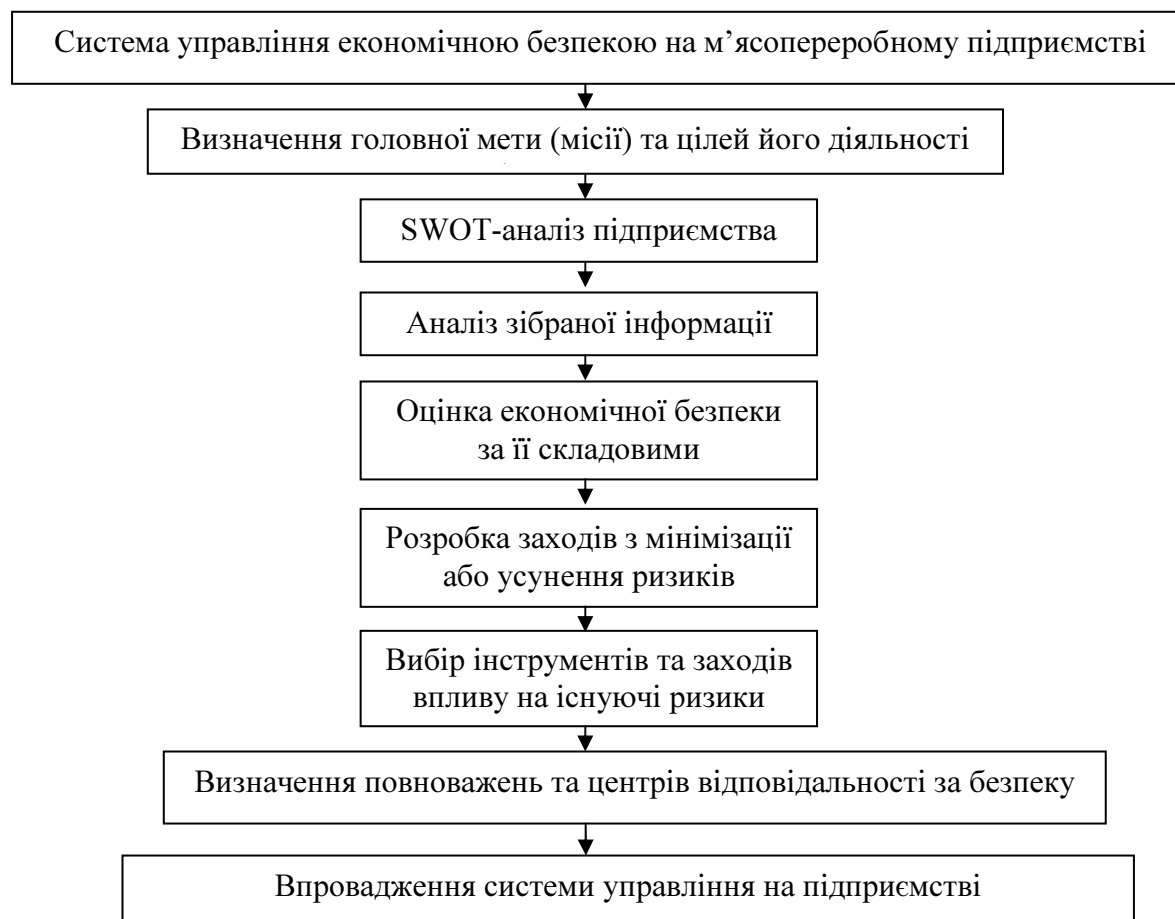 Система управління економічною безпекою на м’ясопереробному підприємстві
Визначення головної мети (місії) та цілей його діяльності
SWOT-аналіз підприємства
Аналіз зібраної інформації
Оцінка економічної безпеки
за її складовими
Розробка заходів з мінімізації
або усунення ризиків
Вибір інструментів та заходів
впливу на існуючі ризики
Визначення повноважень та центрів відповідальності за безпеку
Впровадження системи управління на підприємстві